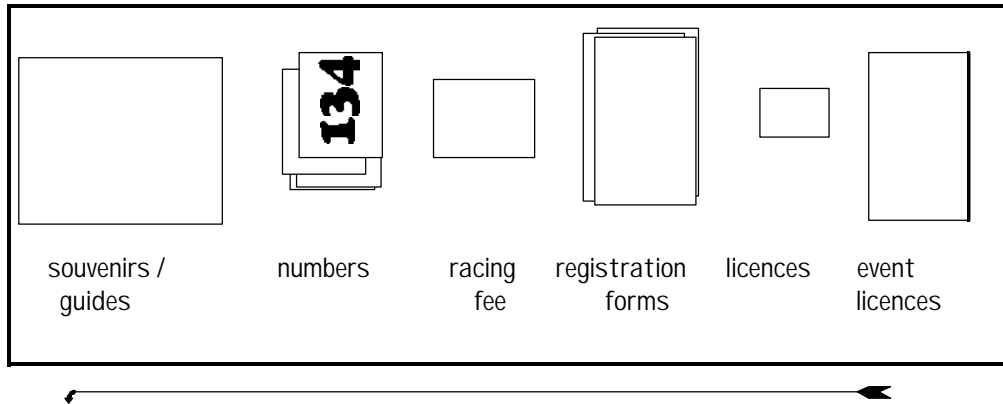 134
souvenirs /
guides
numbers
racing
fee
registration
forms
licences
event
licences